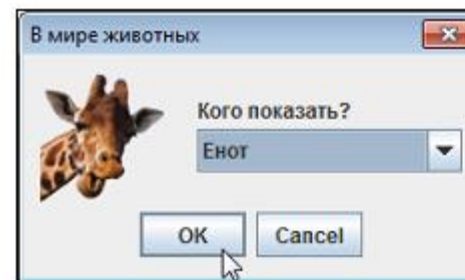 В мире животных
Кого показать?
Енот
OK
Cancel